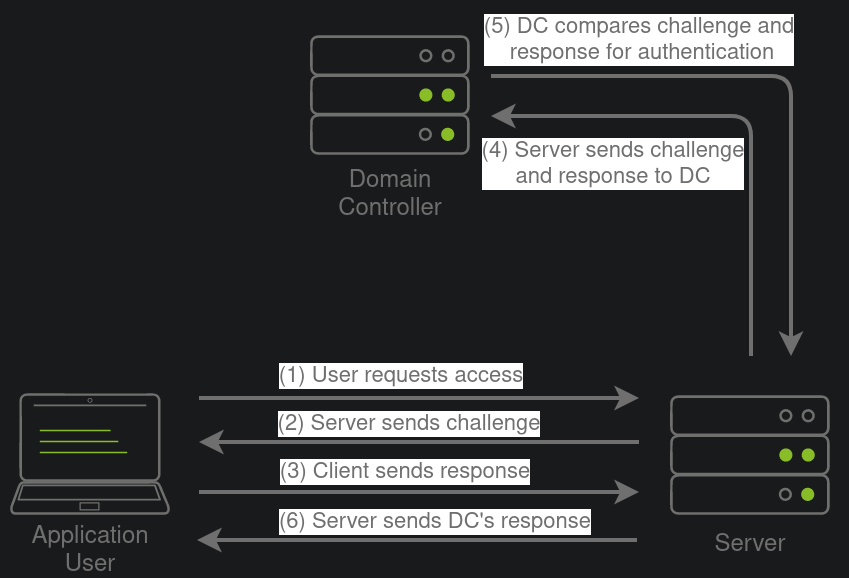 (5) DC compares challenge and
response for authentication
(4) Server sends challenge
and response to DC
Domain
Controller
(1) User requests access
(2) Server sends challenge
(3) Client sends response
(6) Server sends DC's response
Application
User
Server